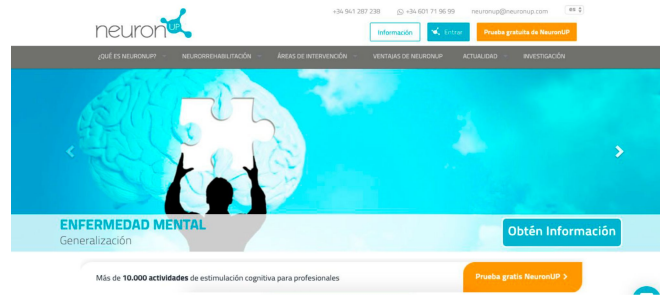 +34 941 287 238 +34 601 71 96 99 neuronup@neuronup.com es
neuronUP
Información Entrar Prueba gratuita de NeuronUP
¿QUÉ ES NEURONUP? NEURORREHABILITACIÓN ÁREAS DE INTERVENCIÓN VENTAJAS DE NEURONUP ACTUALIDAD INVESTIGACIÓN
ENFERMEDAD MENTAL
Generalización
Obtén Información
Más de 10.000 actividades de estimulación cognitiva para profesionales
Prueba gratis NeuronUP >